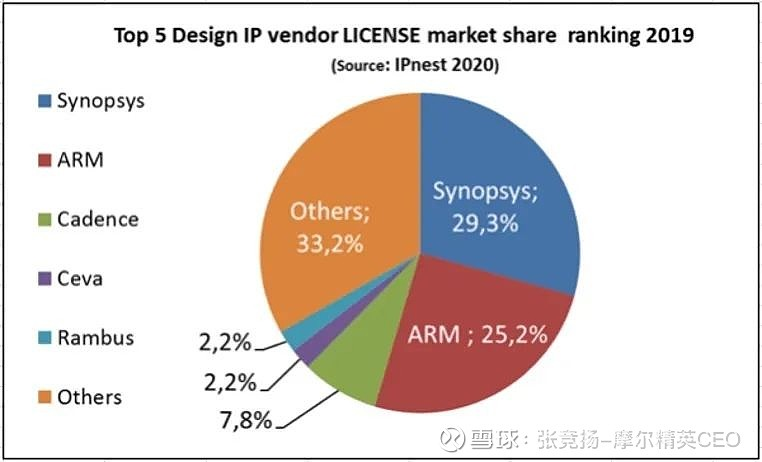 Top 5 Design IP vendor LICENSE market share ranking 2019
(Source: IPnest 2020)
Synopsys
ARM
Cadence
Ceva
Rambus
Others
Synopsys;
29,3%
ARM ; 25,2%
7,8%
2,2%
2,2%
Others;
33,2%
雪球：张竞扬-摩尔精英CEO